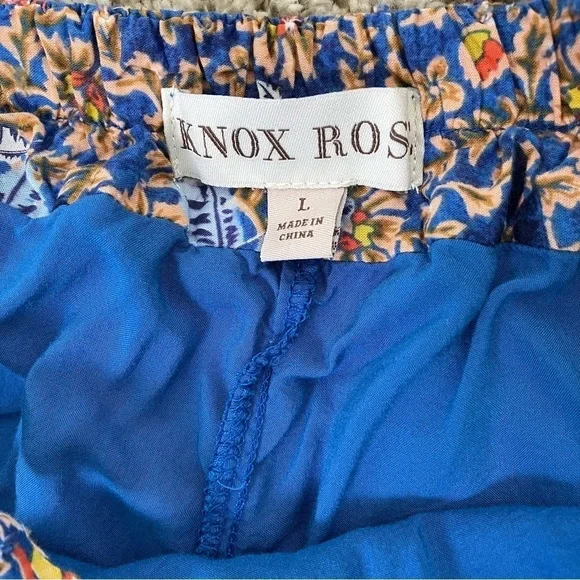 KNOX ROS
L
MADE IN
CHINA